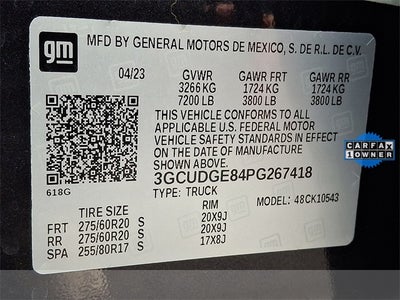 gm
MFD BY GENERAL MOTORS DE MEXICO, S. DE R.L. DE C.V.
04/23 GVWR GAWR FRT GAWR RR
3266 KG 1724 KG 1724 KG
7200 LB 3800 LB 3800 LB
THIS VEHICLE CONFORMS TO ALL
APPLICABLE U.S. FEDERAL MOTOR
VEHICLE SAFETY STANDARDS IN EFFECT
ON THE DATE OF MANUFACTURE
SHOWN ABOVE.
618G
3GCUDGE84PG267418
TYPE: TRUCK MODEL: 48CK10543
TIRE SIZE RIM
FRT 275/60R20 S 20X9J
RR 275/60R20 S 20X9J
SPA 255/80R17 S 17X8J
CARFAX
1 OWNER